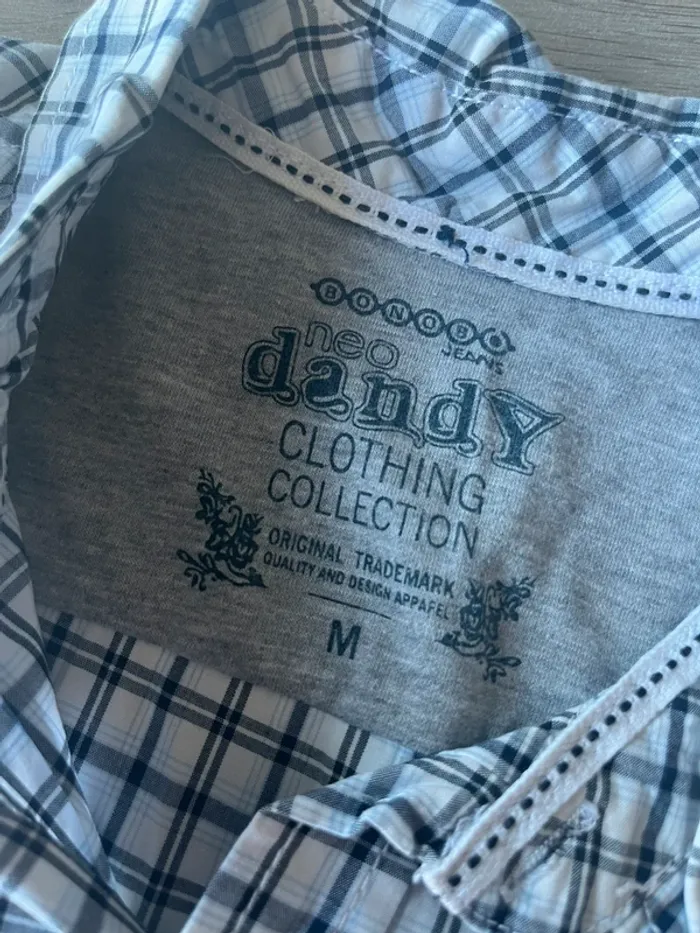 BONOBO
JEANS
neo
dandy
CLOTHING
COLLECTION
ORIGINAL TRADEMARK
QUALITY AND DESIGN APPAREL
M